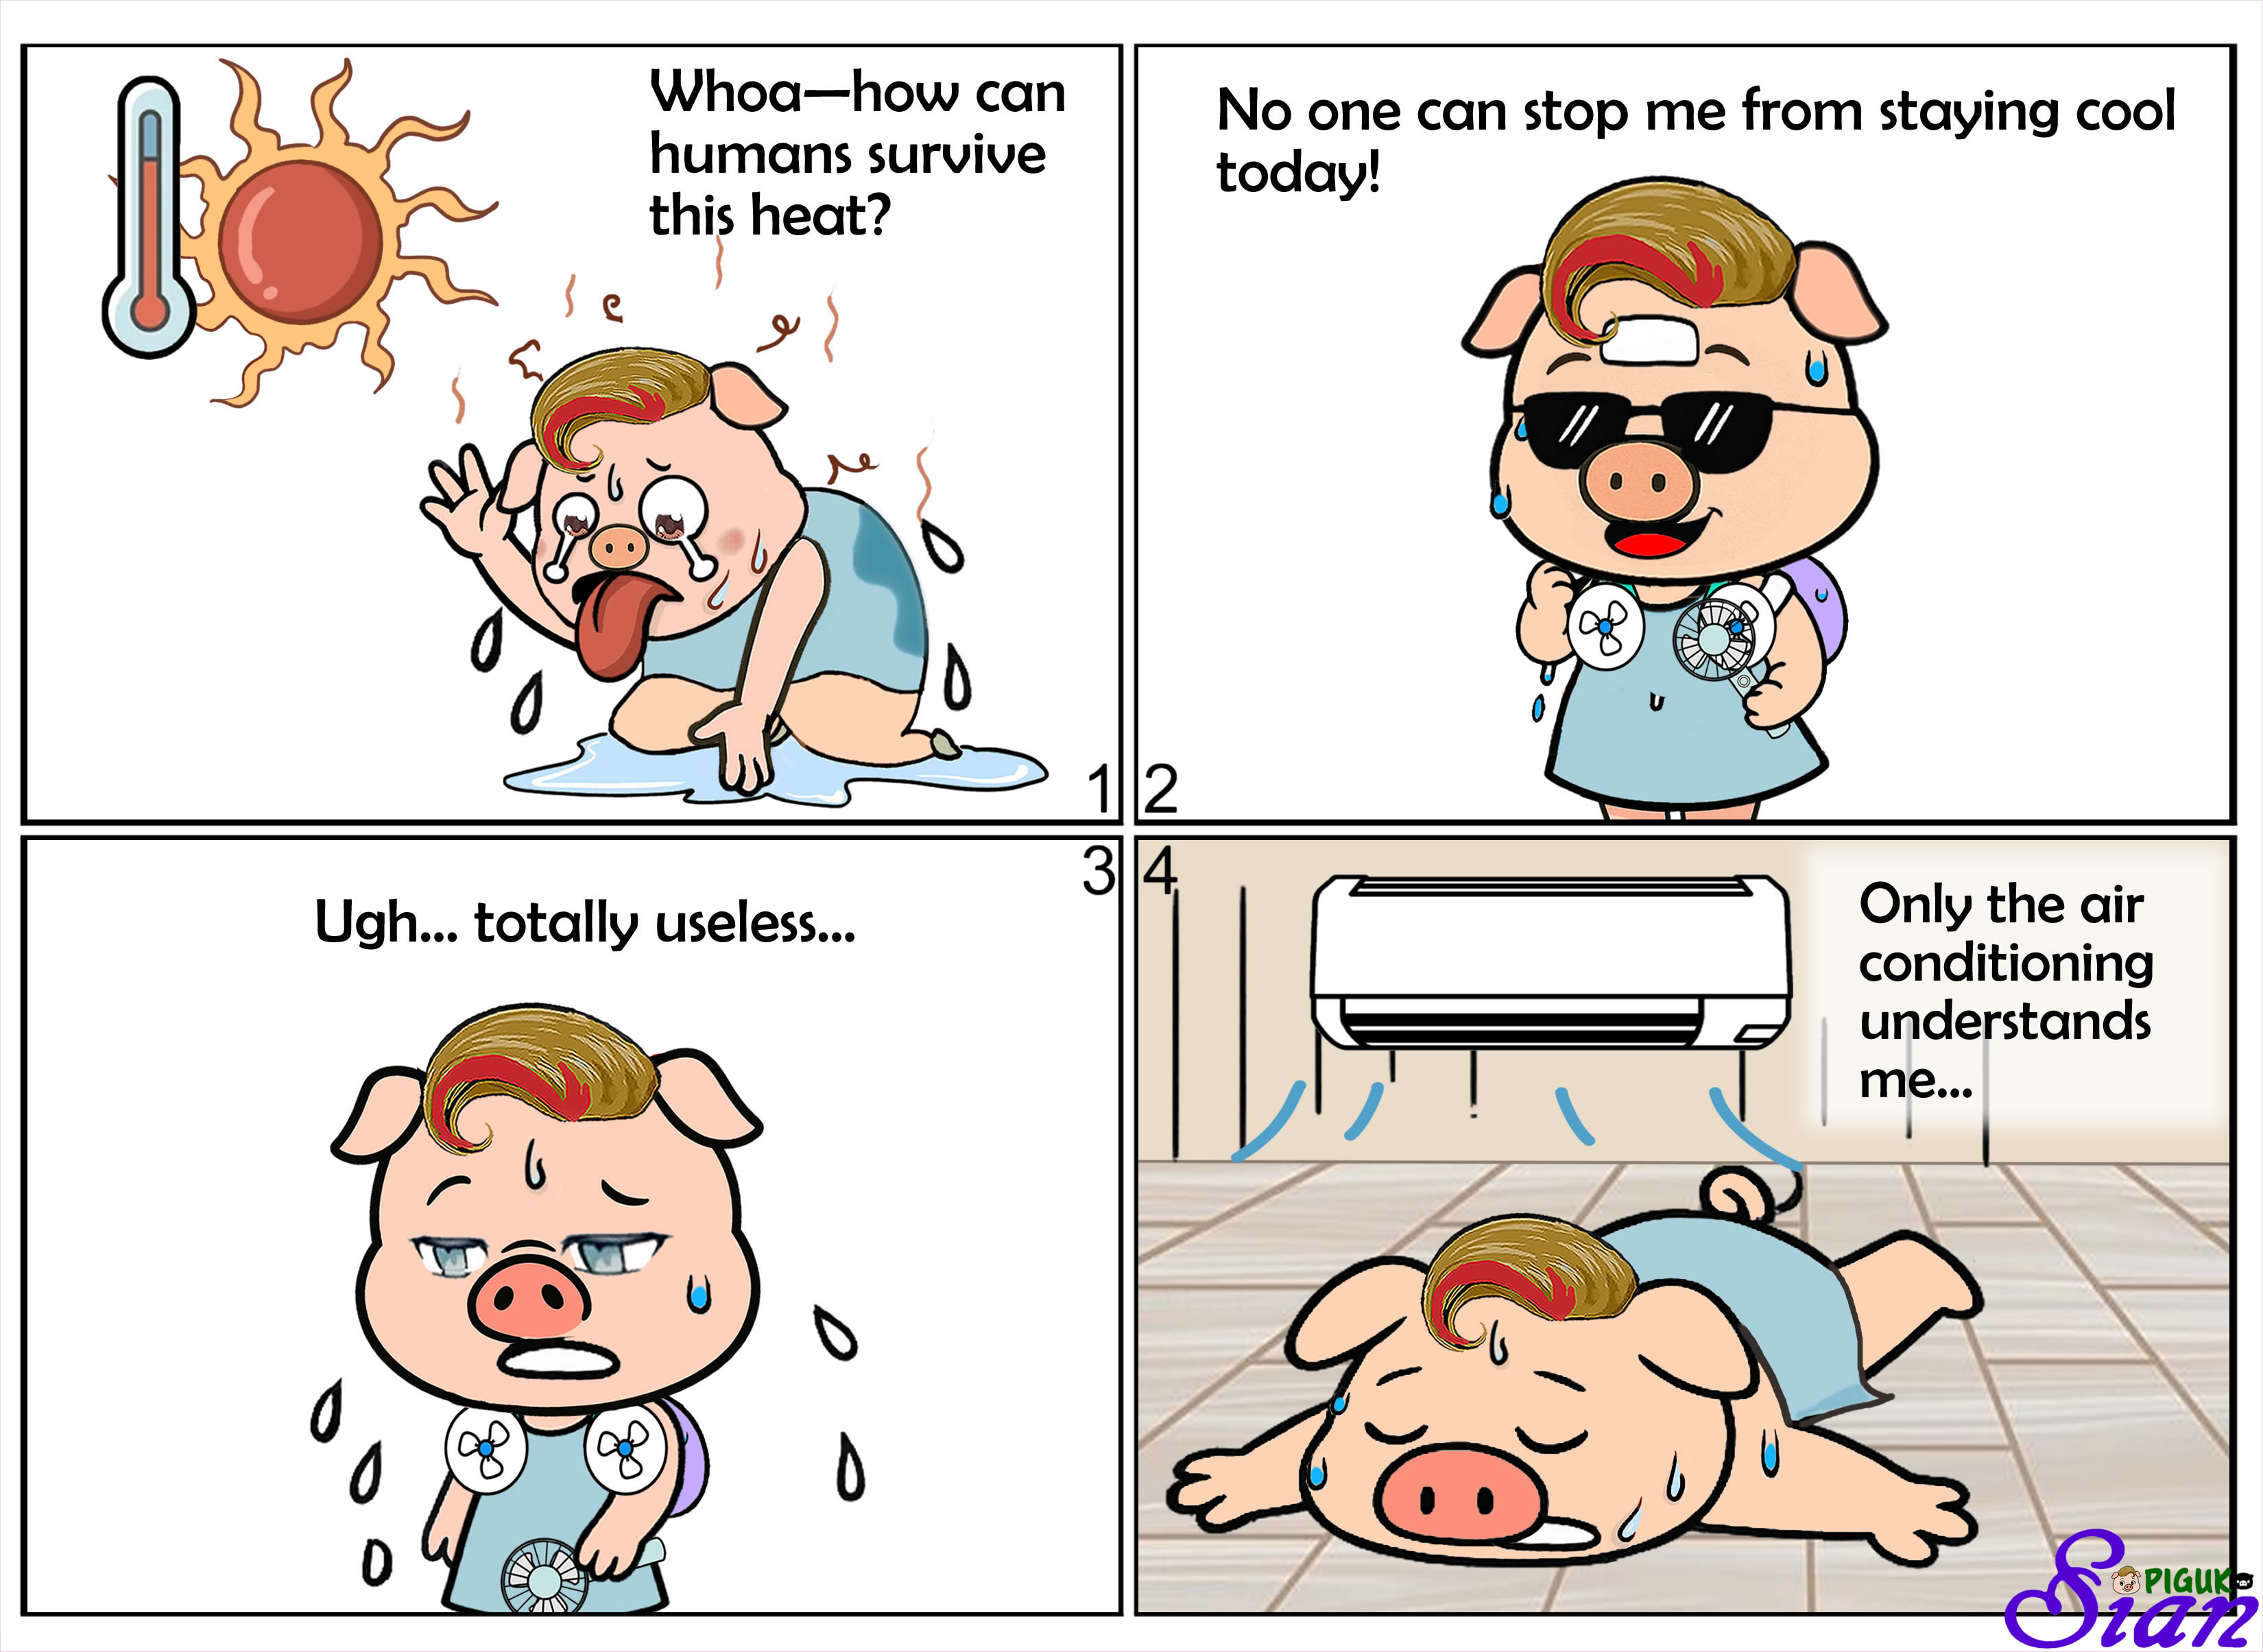 Whoa—how can
humans survive
this heat?
1
No one can stop me from staying cool
today!
2
Ugh... totally useless...
3
4
Only the air
conditioning
understands
me...
PIGUK
Sian